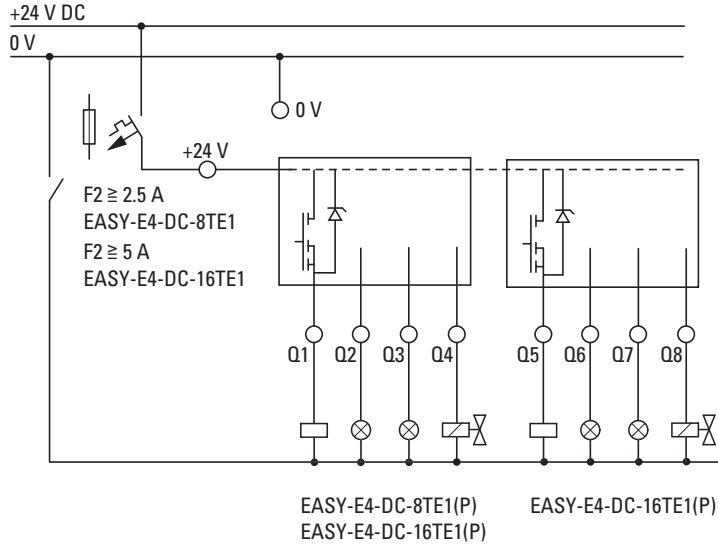 +24 V DC
0 V
0 V
+24 V
F2 ≧ 2.5 A
EASY-E4-DC-8TE1
F2 ≧ 5 A
EASY-E4-DC-16TE1
Q1 Q2 Q3 Q4 Q5 Q6 Q7 Q8
EASY-E4-DC-8TE1(P) EASY-E4-DC-16TE1(P)
EASY-E4-DC-16TE1(P)